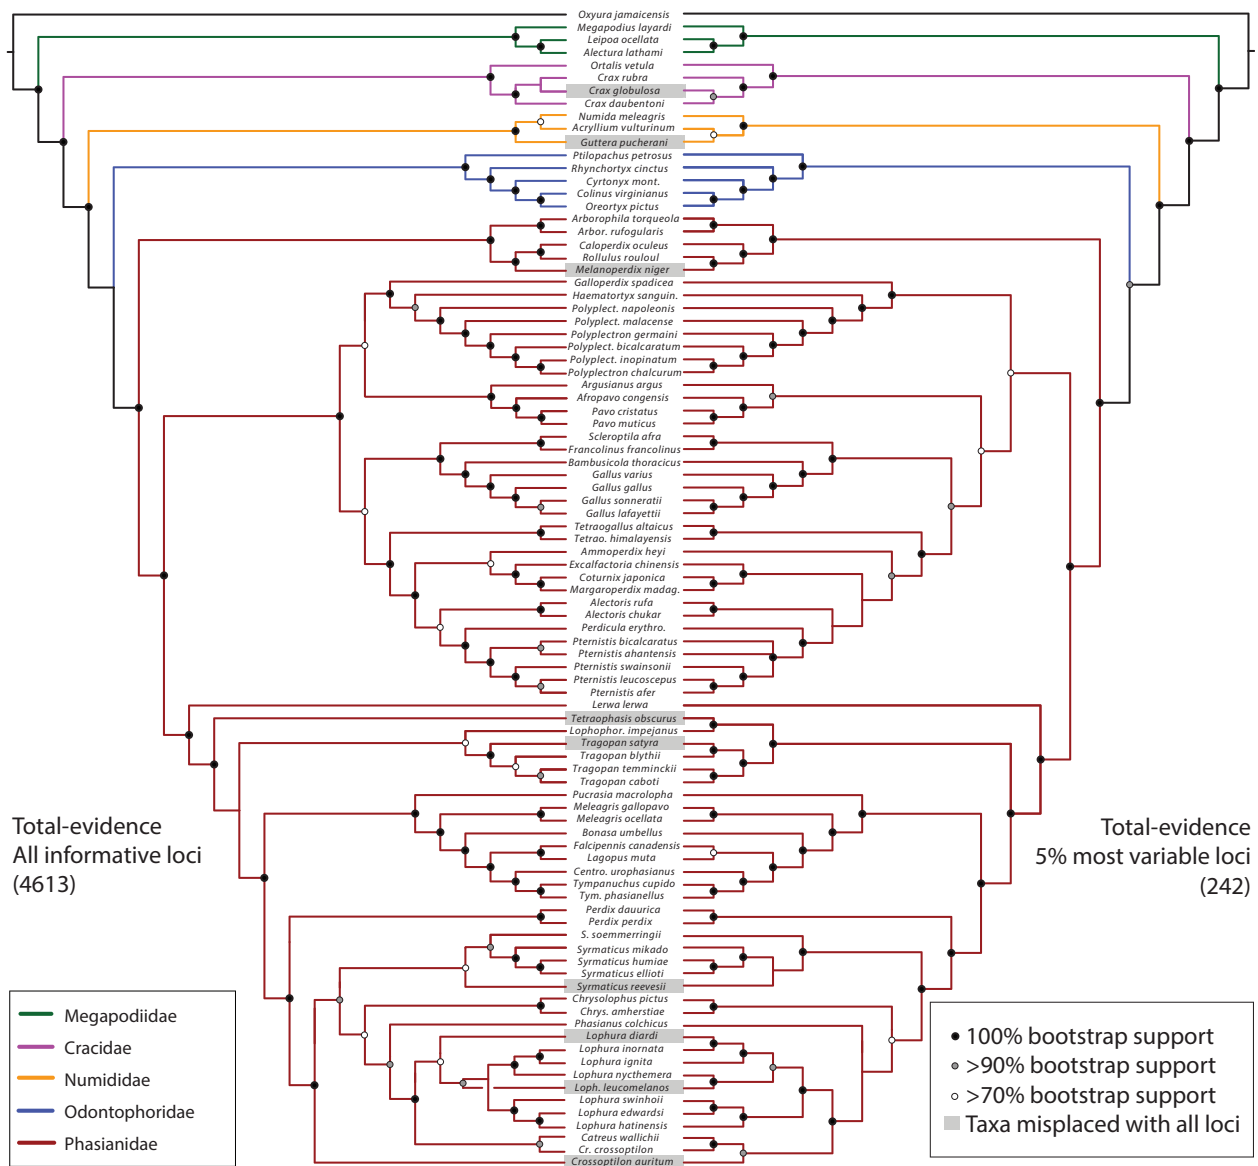 Oxyura jamaicensis
Megapodius layardi
Leipoa ocellata
Alectura lathami
Ortalis vetula
Crax rubra
Crax globulosa
Crax daubentoni
Numida meleagris
Acryllium vulturinum
Guttera pucherani
Ptilopachus petrosus
Rhynchortyx cinctus
Cyrtonyx mont.
Colinus virginianus
Oreortyx pictus
Arborophila torqueola
Arbor. rufogularis
Caloperdix oculeus
Rollulus rouloul
Melanoperdix niger
Galloperdix spadicea
Haematortyx sanguin.
Polyplect. napoleonis
Polyplect. malacense
Polyplectron germaini
Polyplect. bicalcaratum
Polyplect. inopinatum
Polyplectron chalcurum
Argusianus argus
Afropavo congensis
Pavo cristatus
Pavo muticus
Scleroptila afra
Francolinus francolinus
Bambusicola thoracicus
Gallus varius
Gallus gallus
Gallus sonneratii
Gallus lafayettii
Tetraogallus altaicus
Tetrao. himalayensis
Ammoperdix heyi
Excalfactoria chinensis
Coturnix japonica
Margaroperdix madag.
Alectoris rufa
Alectoris chukar
Perdicula erythro.
Pternistis bicalcaratus
Pternistis ahantensis
Pternistis swainsonii
Pternistis leucoscepus
Pternistis afer
Lerwa lerwa
Tetraophasis obscurus
Lophophor. impejanus
Tragopan satyra
Tragopan blythii
Tragopan temminckii
Tragopan caboti
Pucrasia macrolopha
Meleagris gallopavo
Meleagris ocellata
Bonasa umbellus
Falcipennis canadensis
Lagopus muta
Centro. urophasianus
Tympanuchus cupido
Tym. phasianellus
Perdix dauurica
Perdix perdix
S. soemmerringii
Syrmaticus mikado
Syrmaticus humiae
Syrmaticus ellioti
Syrmaticus reevesii
Chrysolophus pictus
Chrys. amherstiae
Phasianus colchicus
Lophura diardi
Lophura inornata
Lophura ignita
Lophura nycthemera
Loph. leucomelanos
Lophura swinhoii
Lophura edwardsi
Lophura hatinensis
Catreus wallichii
Cr. crossoptilon
Crossoptilon auritum
Total-evidence
All informative loci
(4613)
Total-evidence
5% most variable loci
(242)
Megapodiidae
Cracidae
Numididae
Odontophoridae
Phasianidae
100% bootstrap support
>90% bootstrap support
>70% bootstrap support
Taxa misplaced with all loci